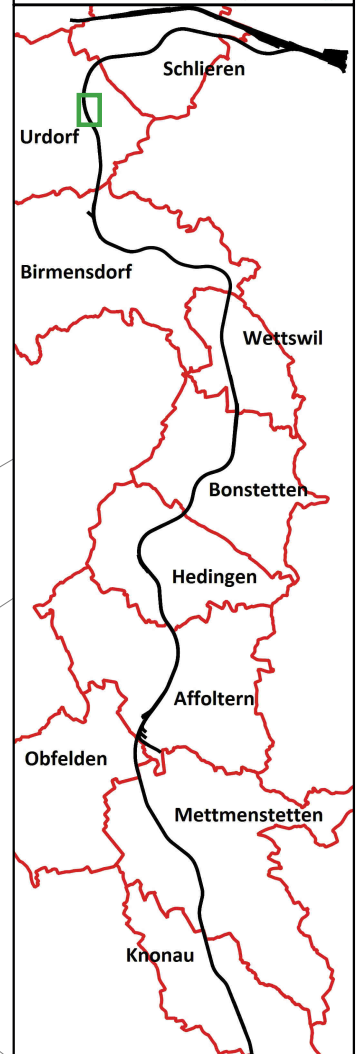 Schlieren
Urdorf
Birmensdorf
Wettswil
Bonstetten
Hedingen
Affoltern
Obfelden
Mettmenstetten
Knonau